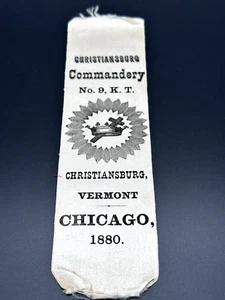 CHRISTIANSBURG
Commandery
No. 9, K. T.
CHRISTIANSBURG,
VERMONT
CHICAGO,
1880.